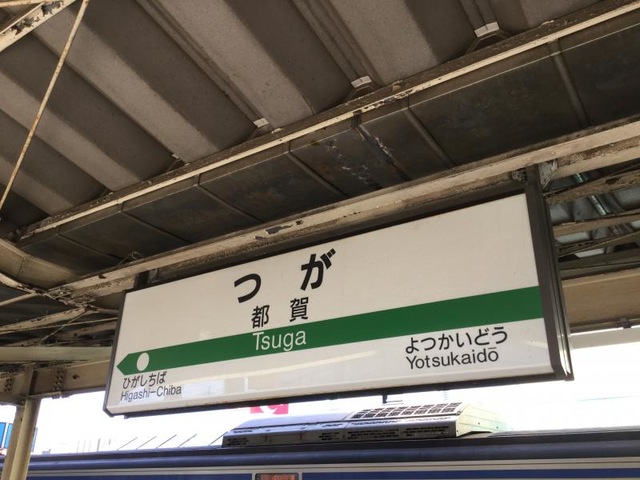 つが
都賀
Tsuga
ひがしちば
Higashi-Chiba
よつかいどう
Yotsukaidō